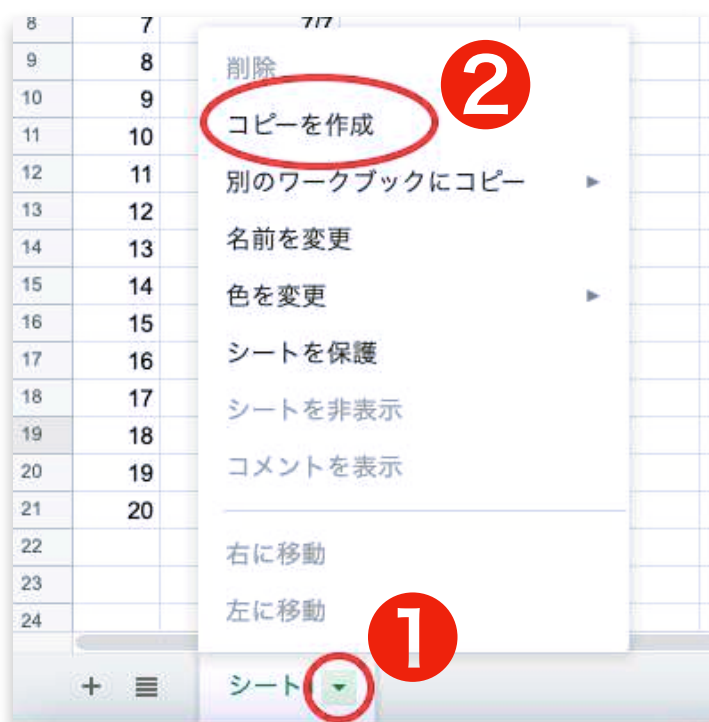 8 7 7/7
9 8 削除 2
10 9 コピーを作成
11 10
12 11 別のワークブックにコピー ►
13 12
14 13 名前を変更
15 14 色を変更 ►
16 15
17 16 シートを保護
18 17 シートを非表示
19 18
20 19 コメントを表示
21 20
22 右に移動
23
24 左に移動 1
+ シート